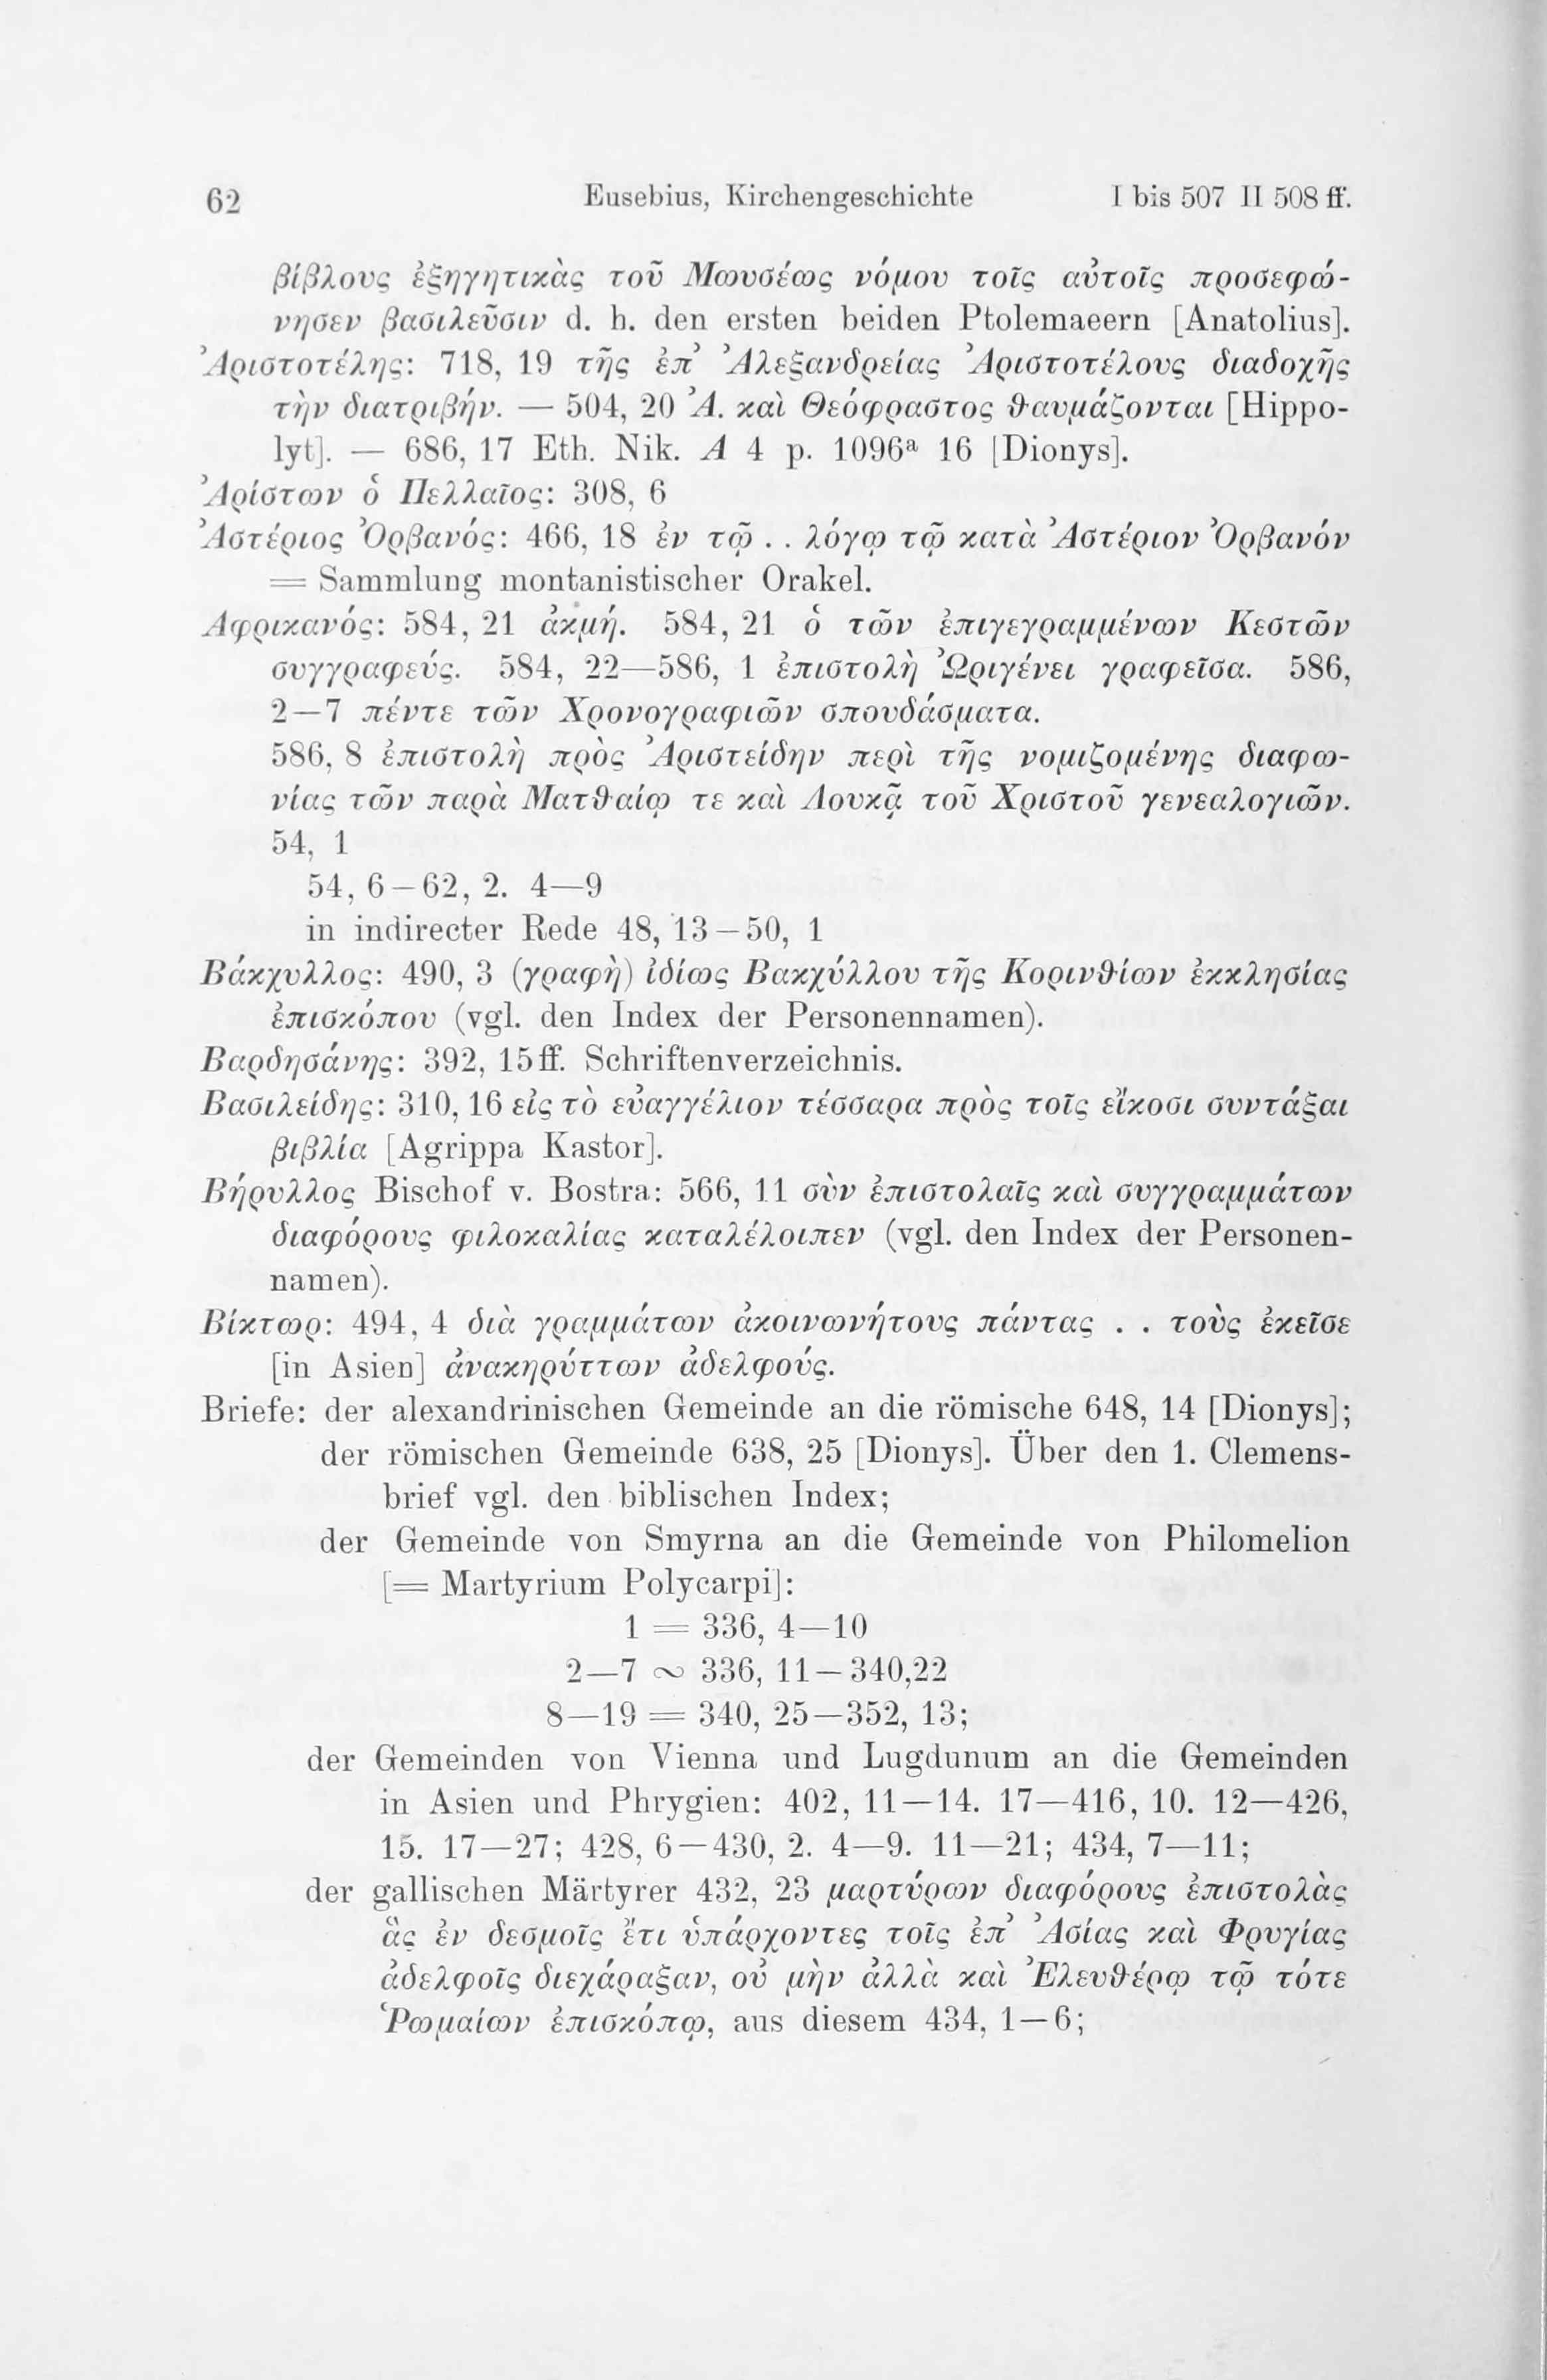 62 Eusebius, Kirchengeschichte I bis 507 II 508 ff.
βίβλους ἐξηγητικὰς τοῦ Μωυσέως νόμου τοῖς αὐτοῖς προσεφώ-
νησεν βασιλεῦσιν d. h. den ersten beiden Ptolemaeern [Anatolius].
Ἀριστοτέλης: 718, 19 τῆς ἐπ’ Ἀλεξανδρείας Ἀριστοτέλους διαδοχῆς
τὴν διατριβήν. — 504, 20 Ἀ. καὶ Θεόφραστος θαυμάζονται [Hippo-
lyt]. — 686, 17 Eth. Nik. Α 4 p. 1096ᵃ 16 [Dionys].
Ἀρίστων ὁ Πελλαῖος: 308, 6
Ἀστέριος Ὀρβανός: 466, 18 ἐν τῷ . . λόγῳ τῷ κατὰ Ἀστέριον Ὀρβανόν
= Sammlung montanistischer Orakel.
Αφρικανός: 584, 21 ἀκμή. 584, 21 ὁ τῶν ἐπιγεγραμμένων Κεστῶν
συγγραφεύς. 584, 22—586, 1 ἐπιστολὴ Ὠριγένει γραφεῖσα. 586,
2—7 πέντε τῶν Χρονογραφιῶν σπουδάσματα.
586, 8 ἐπιστολὴ πρὸς Ἀριστείδην περὶ τῆς νομιζομένης διαφω-
νίας τῶν παρὰ Ματθαίῳ τε καὶ Λουκᾷ τοῦ Χριστοῦ γενεαλογιῶν.
54, 1
54, 6—62, 2. 4—9
in indirecter Rede 48, 13—50, 1
Βάκχυλλος: 490, 3 (γραφὴ) ἰδίως Βακχύλλου τῆς Κορινθίων ἐκκλησίας
ἐπισκόπου (vgl. den Index der Personennamen).
Βαρδησάνης: 392, 15ff. Schriftenverzeichnis.
Βασιλείδης: 310, 16 εἰς τὸ εὐαγγέλιον τέσσαρα πρὸς τοῖς εἴκοσι συντάξαι
βιβλία [Agrippa Kastor].
Βήρυλλος Bischof v. Bostra: 566, 11 σὺν ἐπιστολαῖς καὶ συγγραμμάτων
διαφόρους φιλοκαλίας καταλέλοιπεν (vgl. den Index der Personen-
namen).
Βίκτωρ: 494, 4 διὰ γραμμάτων ἀκοινωνήτους πάντας . . τοὺς ἐκεῖσε
[in Asien] ἀνακηρύττων ἀδελφούς.
Briefe: der alexandrinischen Gemeinde an die römische 648, 14 [Dionys];
der römischen Gemeinde 638, 25 [Dionys]. Über den 1. Clemens-
brief vgl. den biblischen Index;
der Gemeinde von Smyrna an die Gemeinde von Philomelion
[= Martyrium Polycarpi]:
1 = 336, 4—10
2—7 ∾ 336, 11—340,22
8—19 = 340, 25—352, 13;
der Gemeinden von Vienna und Lugdunum an die Gemeinden
in Asien und Phrygien: 402, 11—14. 17—416, 10. 12—426,
15. 17—27; 428, 6—430, 2. 4—9. 11—21; 434, 7—11;
der gallischen Märtyrer 432, 23 μαρτύρων διαφόρους ἐπιστολὰς
ἃς ἐν δεσμοῖς ἔτι ὑπάρχοντες τοῖς ἐπ’ Ἀσίας καὶ Φρυγίας
ἀδελφοῖς διεχάραξαν, οὐ μὴν ἀλλὰ καὶ Ἐλευθέρῳ τῷ τότε
Ῥωμαίων ἐπισκόπῳ, aus diesem 434, 1—6;